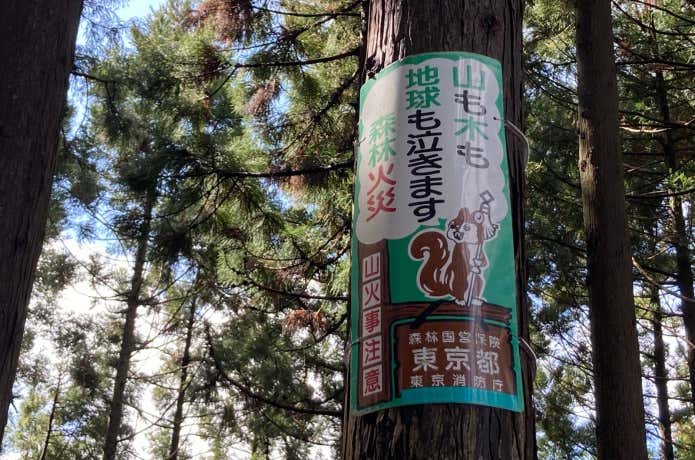 山も木も
地球も泣きます
森林火災
山火事注意
森林国営保険
東京都
東京消防庁